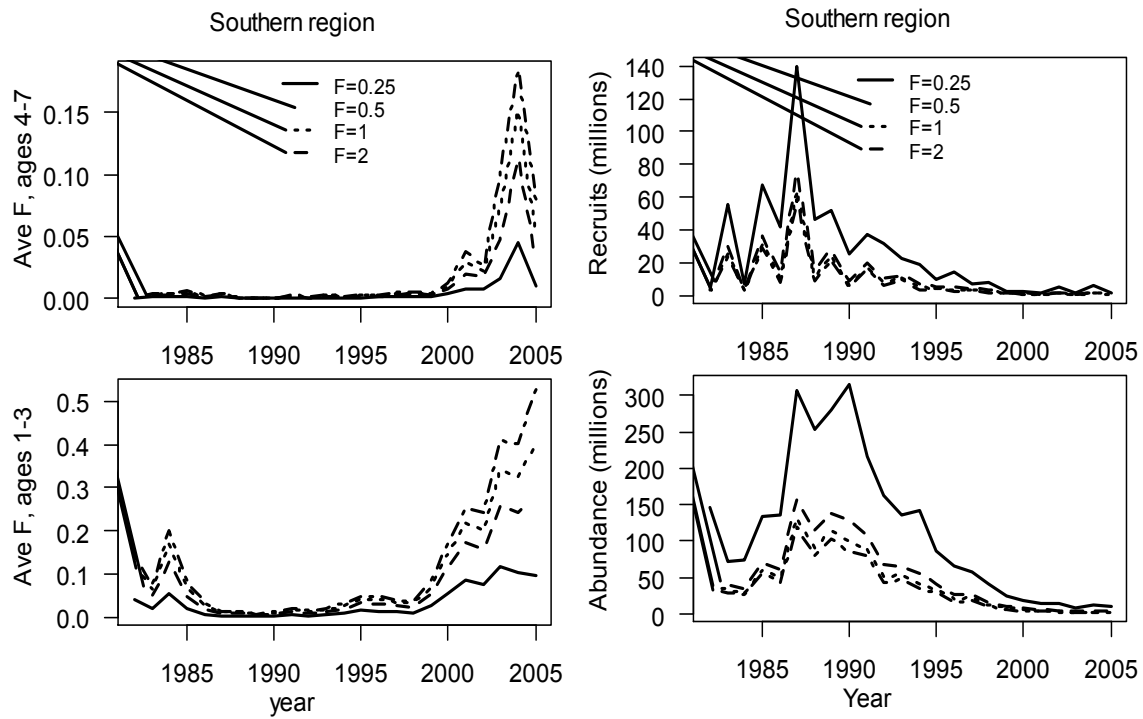 Southern region
F=0.25
F=0.5
F=1
F=2
Ave F, ages 4-7
0.15
0.10
0.05
0.00
1985 1990 1995 2000 2005
Southern region
F=0.25
F=0.5
F=1
F=2
Recruits (millions)
140
120
100
80
60
40
20
0
1985 1990 1995 2000 2005
Ave F, ages 1-3
0.5
0.4
0.3
0.2
0.1
0.0
1985 1990 1995 2000 2005
year
Abundance (millions)
300
250
200
150
100
50
0
1985 1990 1995 2000 2005
Year